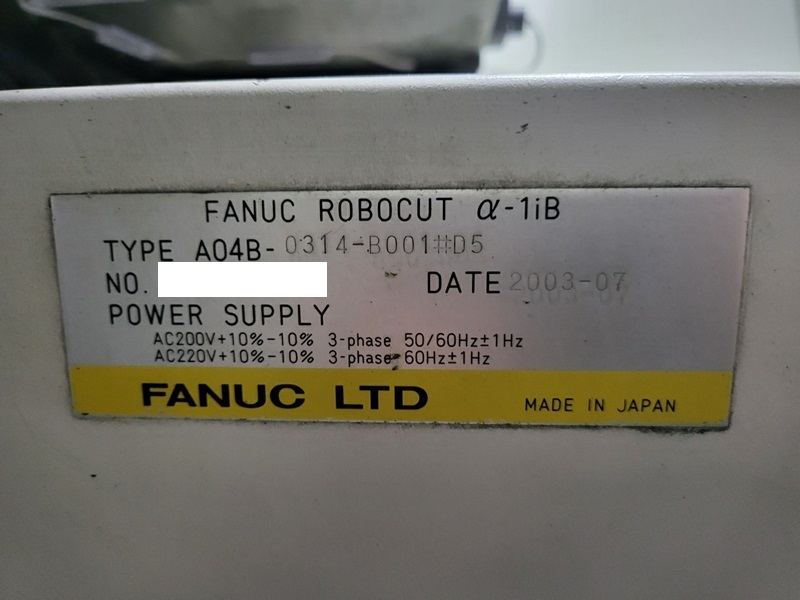 FANUC ROBOCUT α-1iB
TYPE A04B-0314-B001#D5
NO. DATE 2003-07
POWER SUPPLY
AC200V+10%-10% 3-phase 50/60Hz±1Hz
AC220V+10%-10% 3-phase 60Hz±1Hz
FANUC LTD MADE IN JAPAN